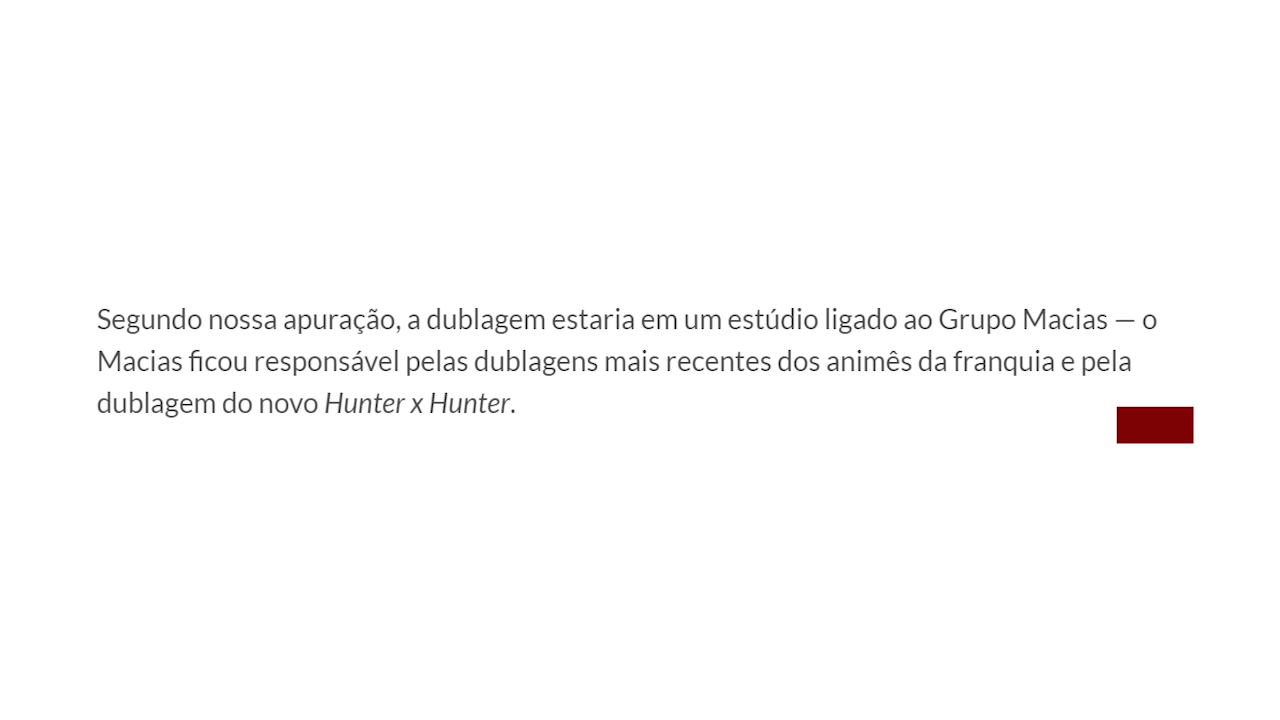 Segundo nossa apuração, a dublagem estaria em um estúdio ligado ao Grupo Macias — o
Macias ficou responsável pelas dublagens mais recentes dos animês da franquia e pela
dublagem do novo Hunter x Hunter.